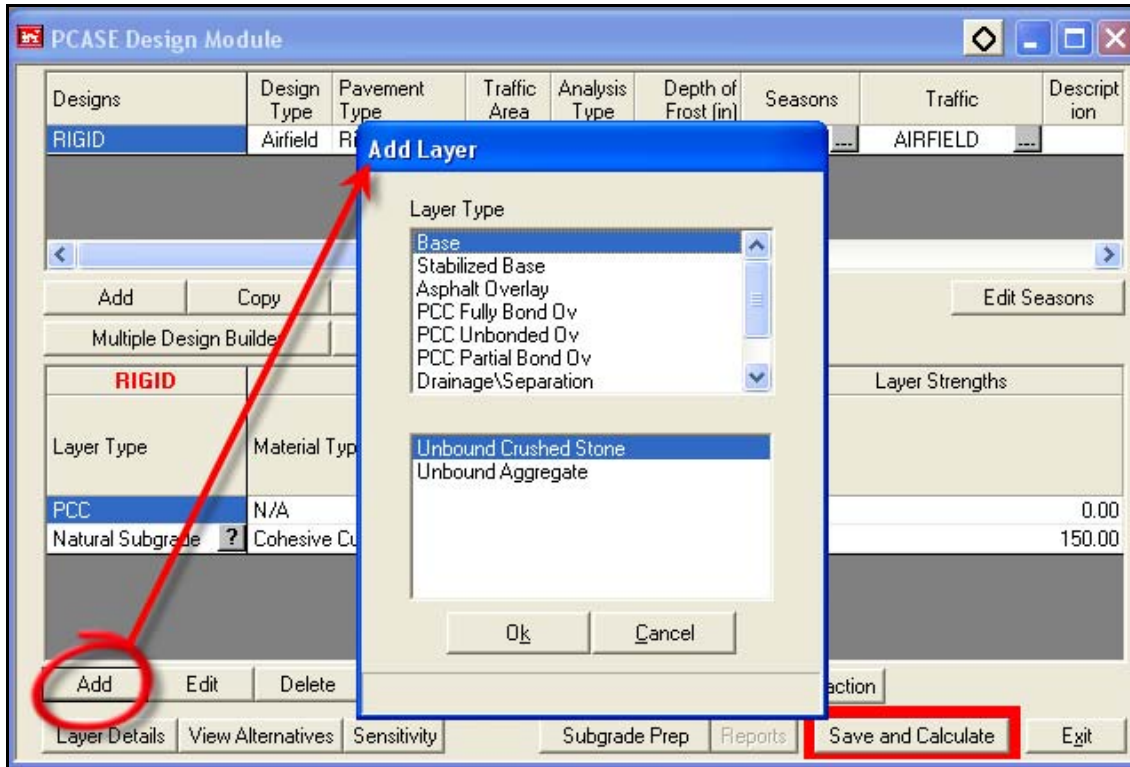 PCASE Design Module
Designs Design Type Pavement Type Traffic Area Analysis Type Depth of Frost (in) Seasons Traffic Descript ion
RIGID Airfield AIRFIELD ...
Add Layer
Layer Type
Base
Stabilized Base
Asphalt Overlay
PCC Fully Bond Ov
PCC Unbonded Ov
PCC Partial Bond Ov
Drainage\Separation
Unbound Crushed Stone
Unbound Aggregate
Ok Cancel
Add Copy Edit Seasons
Multiple Design Builder
RIGID Layer Strengths
Layer Type Material
PCC N/A 0.00
Natural Subgrade ? Cohesive 150.00
Add Edit Delete
Layer Details View Alternatives Sensitivity Subgrade Prep Reports Save and Calculate Exit